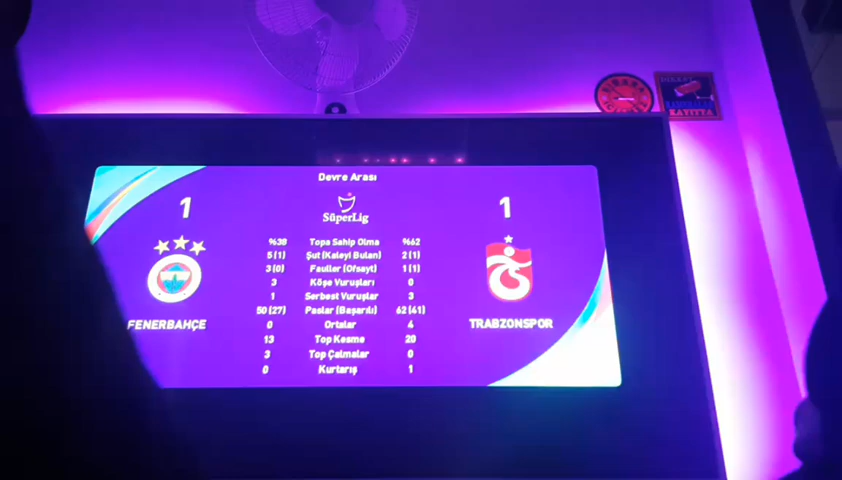 Devre Arası
1 1
SüperLig
%38 Topa Sahip Olma %62
5 (1) Şut (Kaleyi Bulan) 2 (1)
3 (0) Fauller (Ofsayt) 1 (1)
3 Köşe Vuruşları 0
1 Serbest Vuruşlar 3
50 (27) Paslar (Başarılı) 62 (41)
0 Ortalar 4
13 Top Kesme 20
3 Top Çalmalar 0
0 Kurtarış 1
FENERBAHÇE TRABZONSPOR
KAYITTA